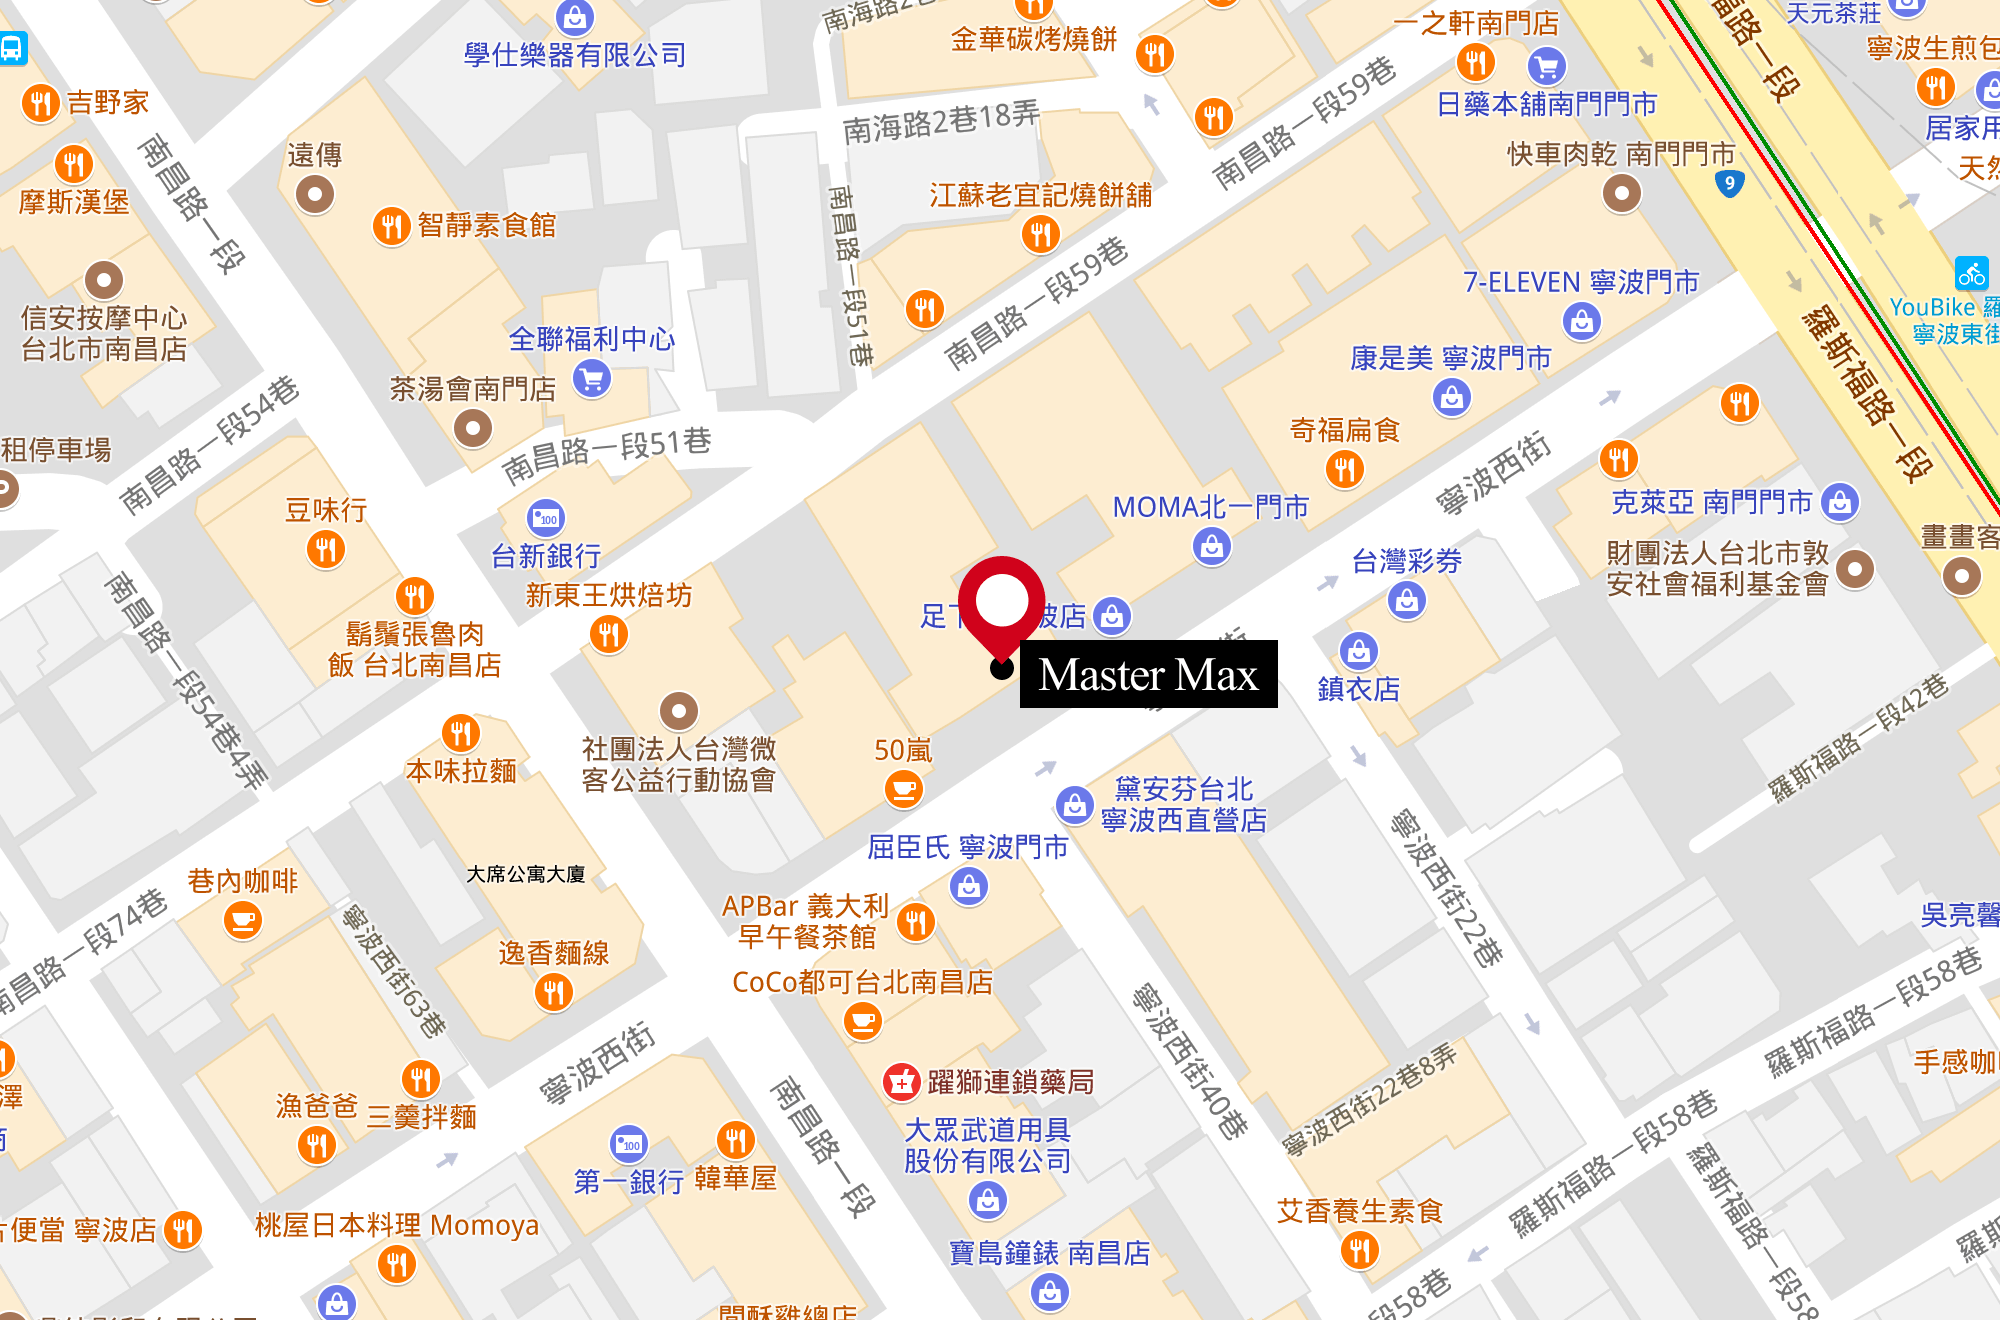 南海路2巷
福路一段
天元茶莊
一之軒南門店
金華碳烤燒餅
學仕樂器有限公司
寧波生煎包
吉野家
日藥本舖南門門市
南海路2巷18弄
南昌路一段59巷
居家用
遠傳
快車肉乾 南門門市
天然
9
南昌路一段
摩斯漢堡
智靜素食館
江蘇老宜記燒餅舖
南昌路一段51巷
南昌路一段59巷
7-ELEVEN 寧波門市
YouBike 羅
寧波東街
信安按摩中心
台北市南昌店
全聯福利中心
康是美 寧波門市
羅斯福路一段
茶湯會南門店
奇福扁食
南昌路一段54巷
南昌路一段51巷
租停車場
寧波西街
豆味行
MOMA北一門市
克萊亞 南門門市
100
台新銀行
台灣彩券
財團法人台北市敦
安社會福利基金會
畫畫客
新東王烘焙坊
南昌路一段54巷4弄
鬍鬚張魯肉
飯 台北南昌店
Master Max
鎮衣店
羅斯福路一段42巷
社團法人台灣微
客公益行動協會
50嵐
本味拉麵
黛安芬台北
寧波西直營店
屈臣氏 寧波門市
大席公寓大廈
巷內咖啡
寧波西街22巷
APBar 義大利
早午餐茶館
吳亮馨
南昌路一段74巷
寧波西街63巷
逸香麵線
CoCo都可台北南昌店
羅斯福路一段58巷
寧波西街40巷
寧波西街
手感咖
躍獅連鎖藥局
寧波西街22巷8弄
澤
漁爸爸
三羹拌麵
南昌路一段
大眾武道用具
股份有限公司
羅斯福路一段58巷
100
第一銀行
韓華屋
羅斯福路一段58
便當 寧波店
桃屋日本料理 Momoya
艾香養生素食
寶島鐘錶 南昌店
段58巷
羅斯